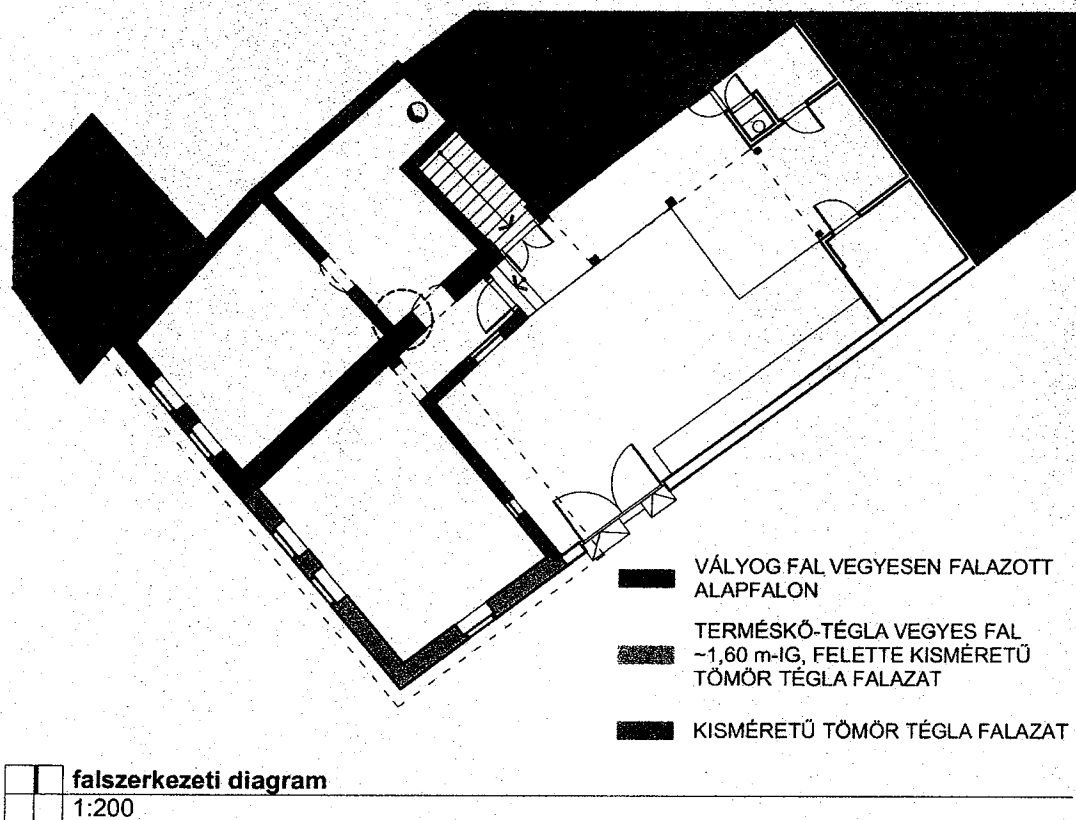 VÁLYOG FAL VEGYESEN FALAZOTT
ALAPFALON
TERMÉSKŐ-TÉGLA VEGYES FAL
~1,60 m-IG, FELETTE KISMÉRETŰ
TÖMÖR TÉGLA FALAZAT
KISMÉRETŰ TÖMÖR TÉGLA FALAZAT
falszerkezeti diagram
1:200